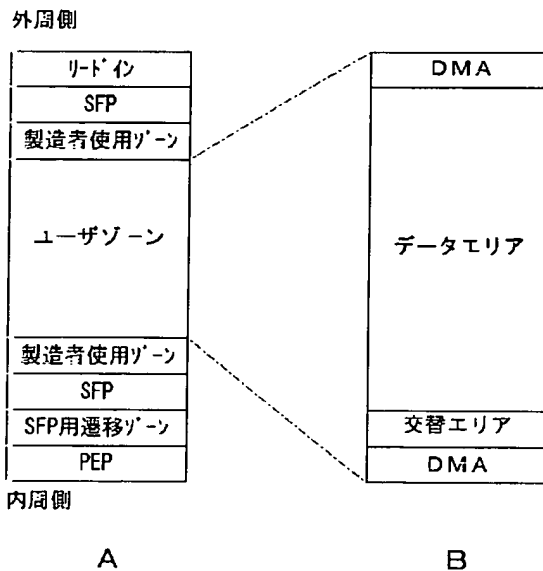 外周側
リードイン
SFP
製造者使用ゾーン
ユーザゾーン
製造者使用ゾーン
SFP
SFP用遷移ゾーン
PEP
内周側
A
DMA
データエリア
交替エリア
DMA
B